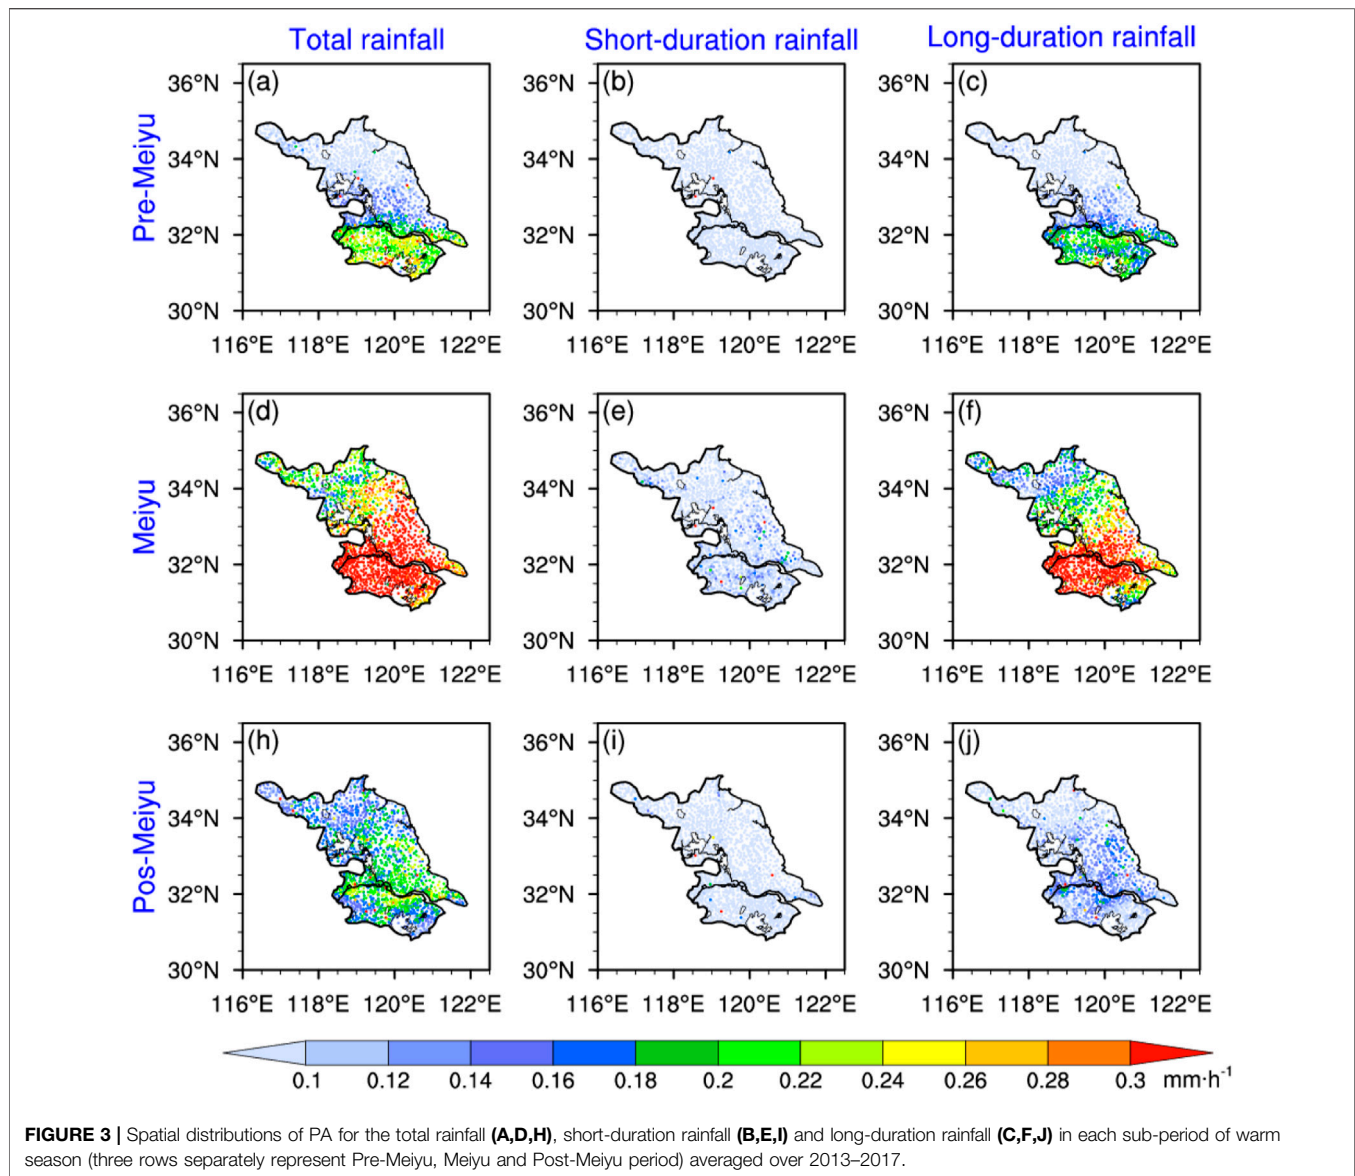 Total rainfall
Short-duration rainfall
Long-duration rainfall
Pre-Meiyu
(a)
36°N
34°N
32°N
30°N
116°E 118°E 120°E 122°E
(b)
36°N
34°N
32°N
30°N
116°E 118°E 120°E 122°E
(c)
36°N
34°N
32°N
30°N
116°E 118°E 120°E 122°E
Meiyu
(d)
36°N
34°N
32°N
30°N
116°E 118°E 120°E 122°E
(e)
36°N
34°N
32°N
30°N
116°E 118°E 120°E 122°E
(f)
36°N
34°N
32°N
30°N
116°E 118°E 120°E 122°E
Pos-Meiyu
(h)
36°N
34°N
32°N
30°N
116°E 118°E 120°E 122°E
(i)
36°N
34°N
32°N
30°N
116°E 118°E 120°E 122°E
(j)
36°N
34°N
32°N
30°N
116°E 118°E 120°E 122°E
0.1 0.12 0.14 0.16 0.18 0.2 0.22 0.24 0.26 0.28 0.3 mm·h⁻¹
FIGURE 3 | Spatial distributions of PA for the total rainfall (A,D,H), short-duration rainfall (B,E,I) and long-duration rainfall (C,F,J) in each sub-period of warm
season (three rows separately represent Pre-Meiyu, Meiyu and Post-Meiyu period) averaged over 2013–2017.